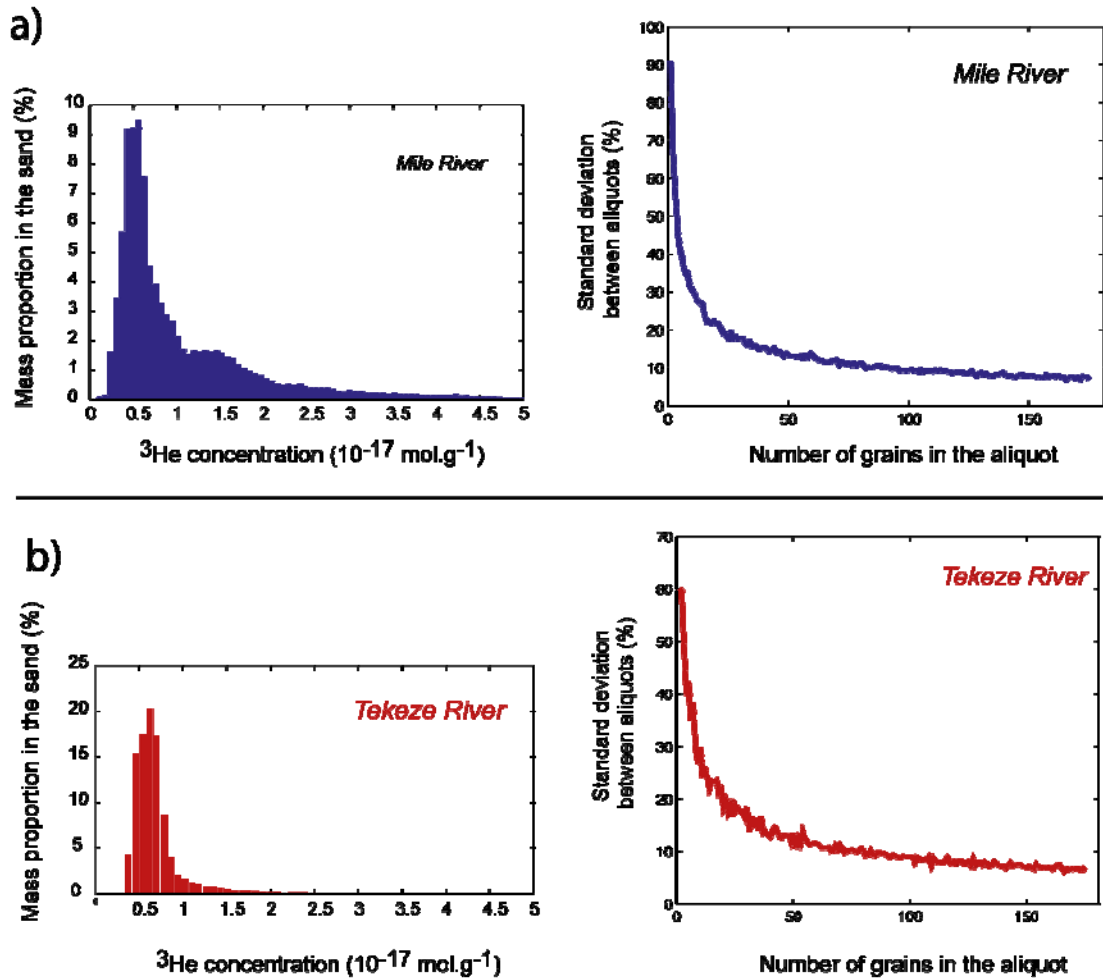 a)
Mass proportion in the sand (%)
10
9
8
7
6
5
4
3
2
1
0
Mile River
0 0.5 1 1.5 2 2.5 3 3.5 4 4.5 5
³He concentration (10⁻¹⁷ mol.g⁻¹)
Standard deviation
between aliquots (%)
100
90
80
70
60
50
40
30
20
10
0
Mile River
0 50 100 150
Number of grains in the aliquot
b)
Mass proportion in the sand (%)
25
20
15
10
5
0
Tekeze River
0.5 1 1.5 2 2.5 3 3.5 4 4.5 5
³He concentration (10⁻¹⁷ mol.g⁻¹)
Standard deviation
between aliquots (%)
70
60
50
40
30
20
10
0
Tekeze River
0 50 100 150
Number of grains in the aliquot